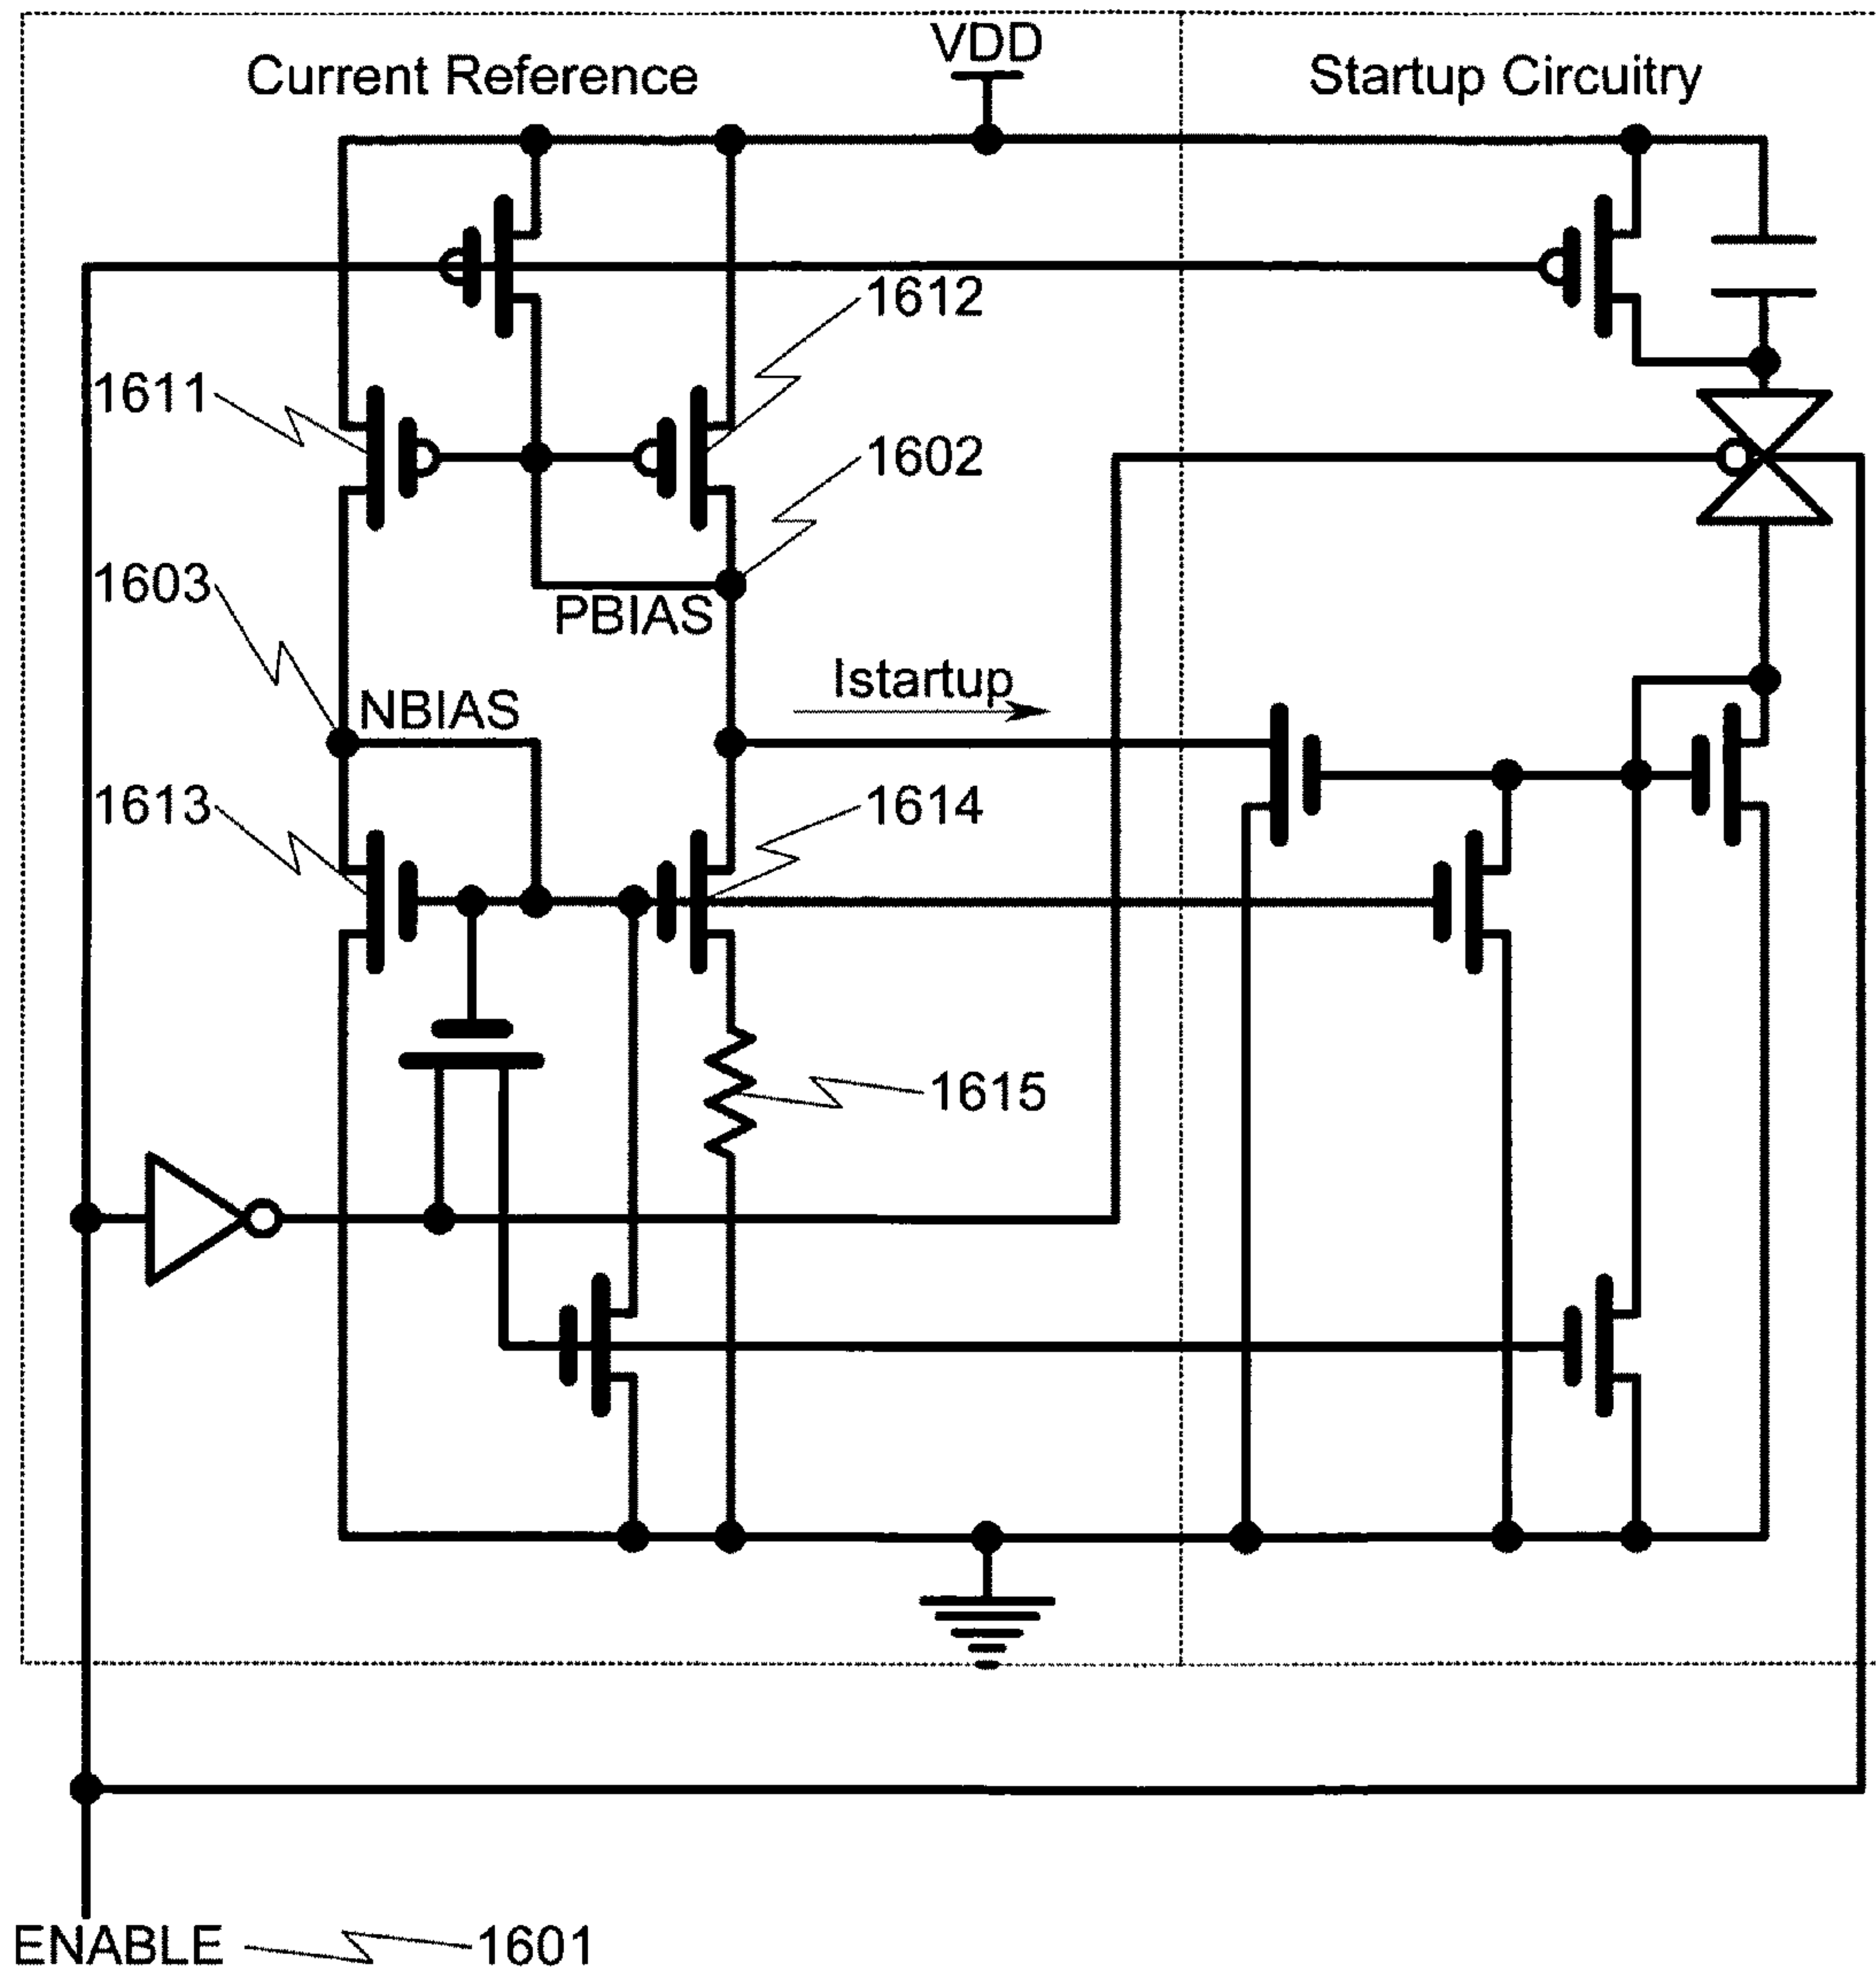 VDD
Current Reference
Startup Circuitry
1612
1611
1602
1603
PBIAS
Istartup
NBIAS
1613
1614
1615
ENABLE
1601